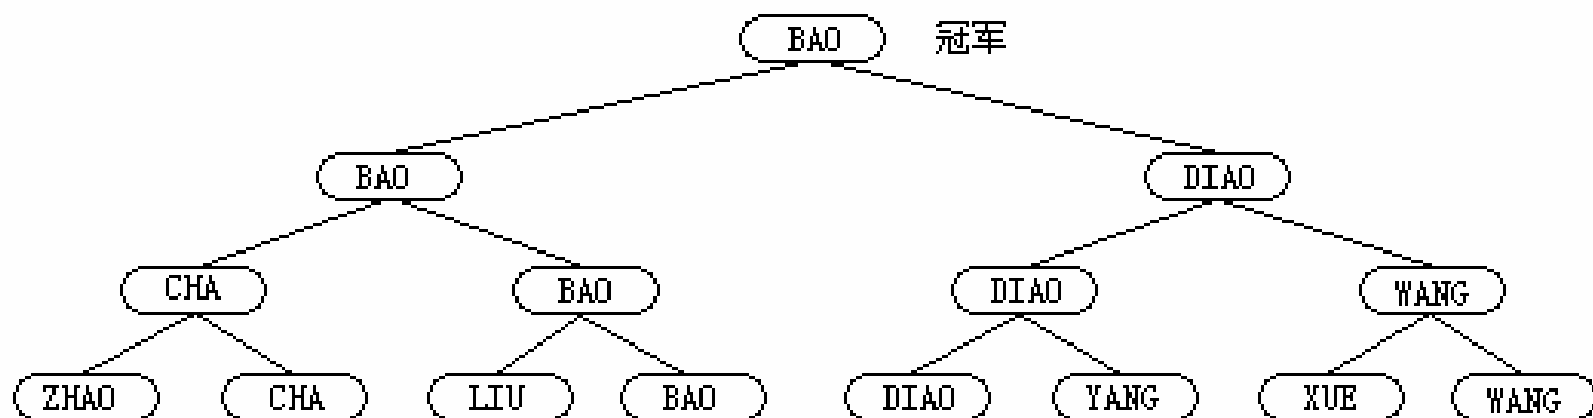 BAO 冠军
BAO DIAO
CHA BAO DIAO WANG
ZHAO CHA LIU BAO DIAO YANG XUE WANG